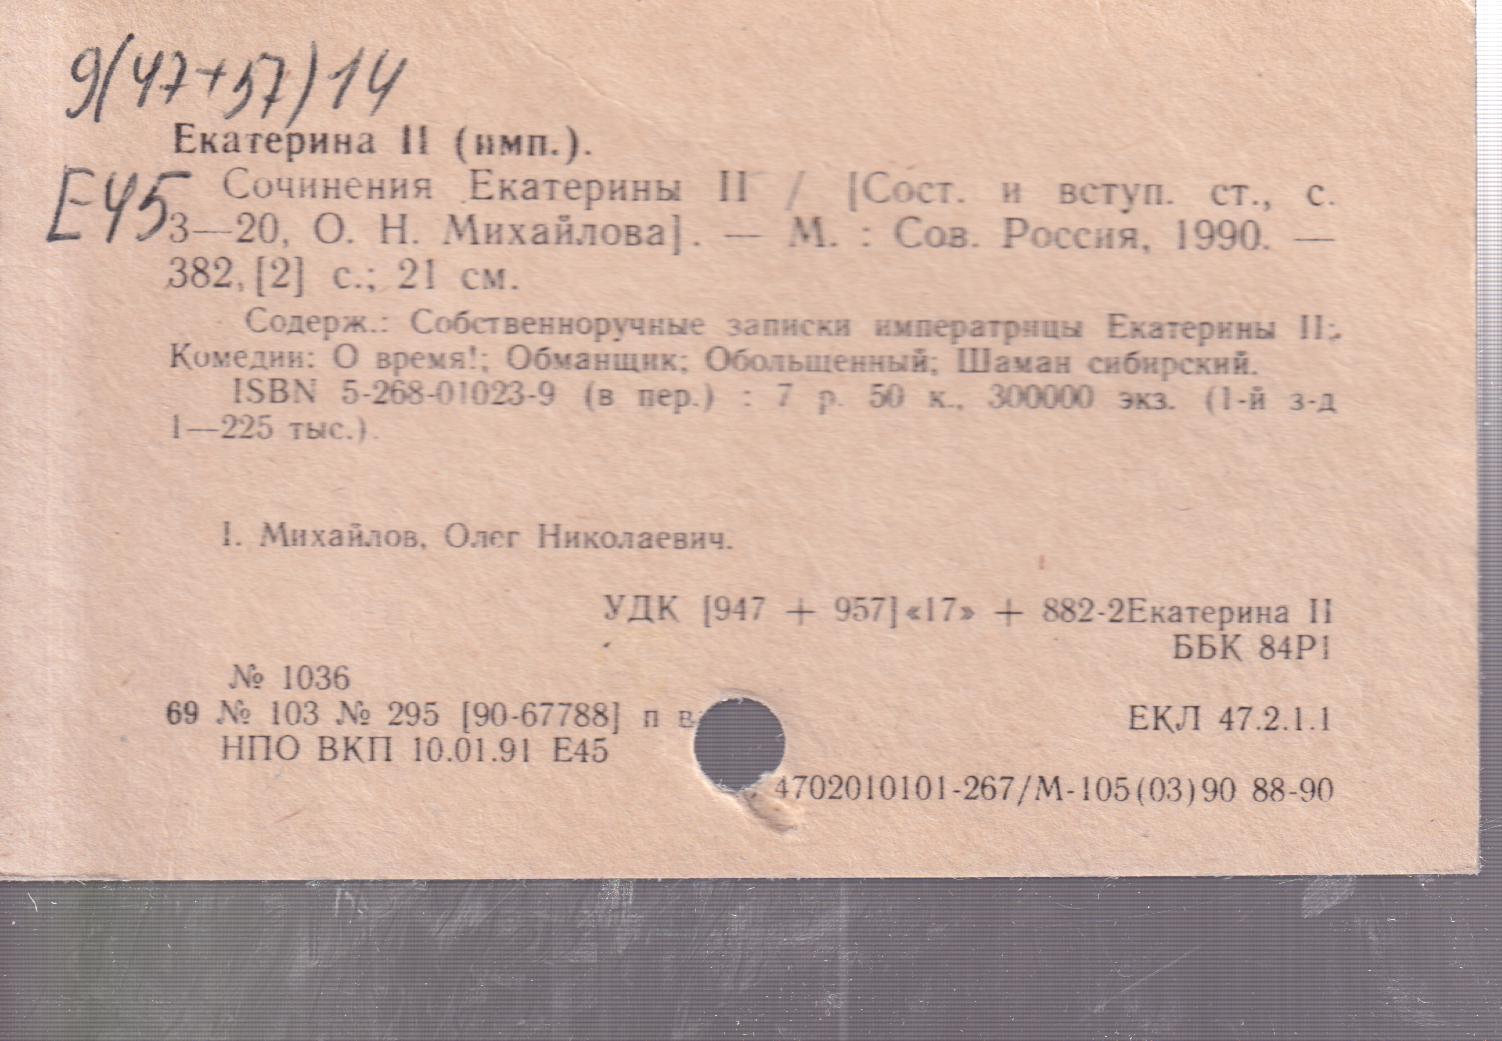 9(47+57)14
Екатерина II (имп.).
Е45
Сочинения Екатерины II / [Сост. и вступ. ст., с.
3—20, О. Н. Михайлова]. — М. : Сов. Россия, 1990. —
382, [2] с.; 21 см.
Содерж.: Собственноручные записки императрицы Екатерины II;
Комедии: О время!; Обманщик; Обольщенный; Шаман сибирский.
ISBN 5-268-01023-9 (в пер.) : 7 р. 50 к., 300000 экз. (1-й з-д
1—225 тыс.).
I. Михайлов, Олег Николаевич.
УДК [947 + 957]«17» + 882-2Екатерина II
ББК 84Р1
№ 1036
69 № 103 № 295 [90-67788] п в
ЕКЛ 47.2.1.1
НПО ВКП 10.01.91 Е45
4702010101-267/М-105(03)90 88-90